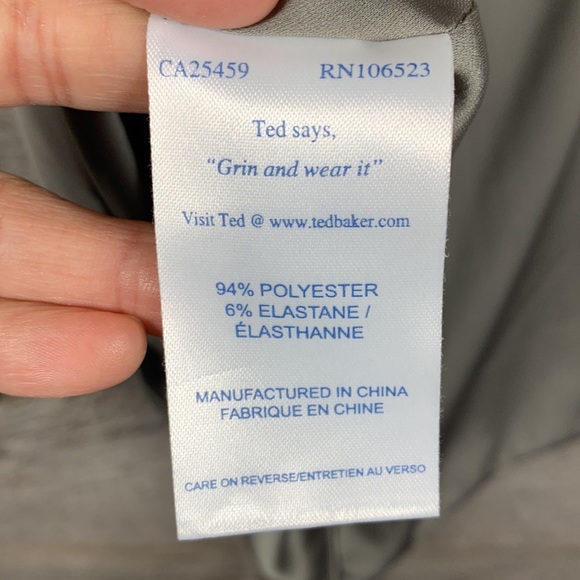 CA25459 RN106523
Ted says,
“Grin and wear it”
Visit Ted @ www.tedbaker.com
94% POLYESTER
6% ELASTANE /
ÉLASTHANNE
MANUFACTURED IN CHINA
FABRIQUE EN CHINE
CARE ON REVERSE/ENTRETIEN AU VERSO